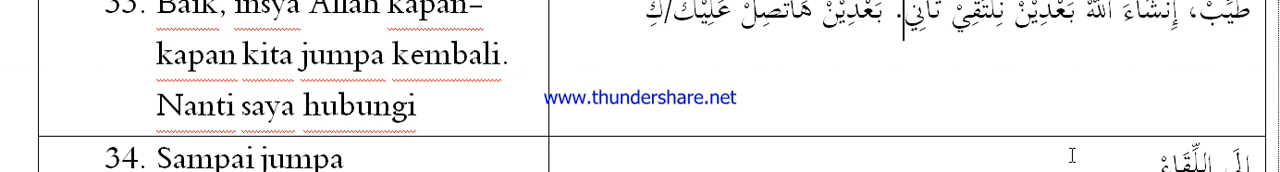 33. Baik, insya Allah kapan-
kapan kita jumpa kembali.
Nanti saya hubungi
طَيِّبْ، إِنْشَاءَ اللهُ بَعْدِيْنْ نِلْتَقِيْ تَانِيْ. بَعْدِيْنْ هَاتَّصِلْ عَلِيْكَ/كِ
www.thundershare.net
34. Sampai jumpa
إِلَى اللِّقَاءْ